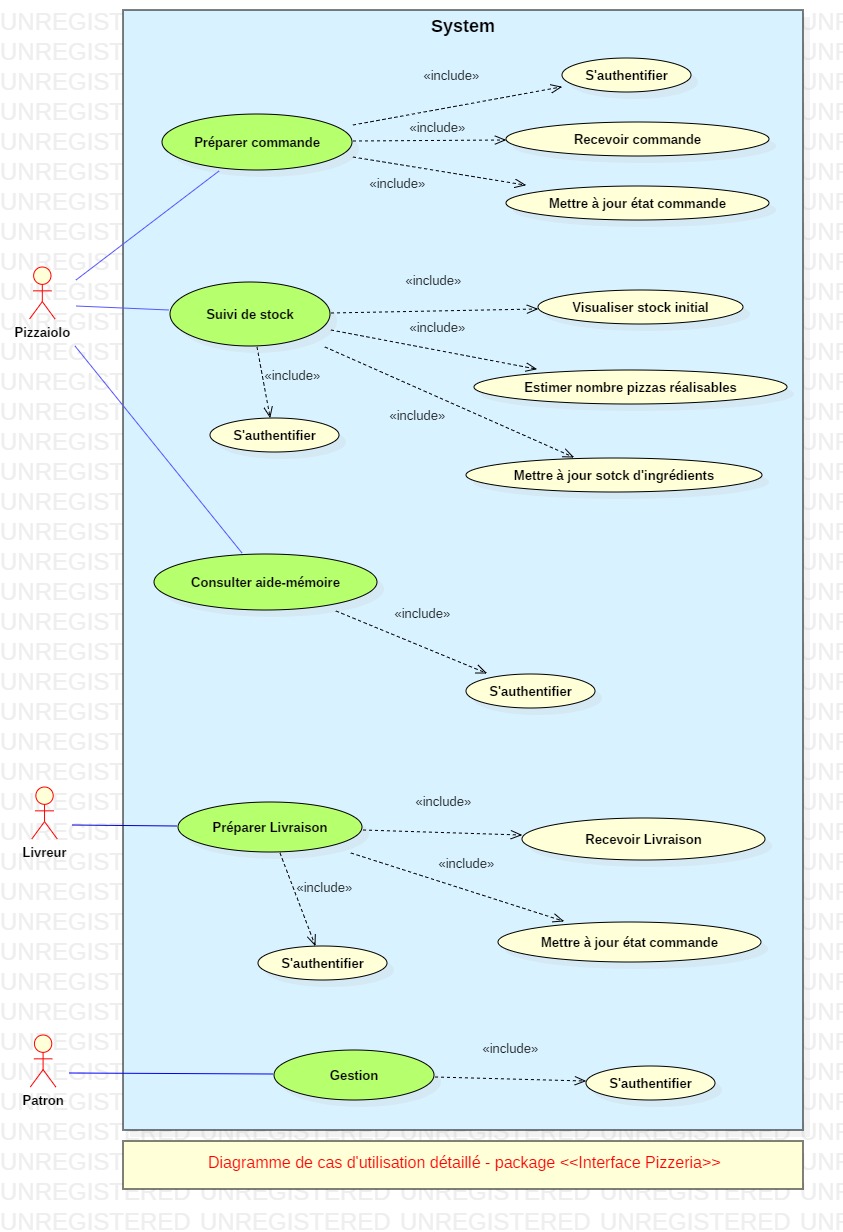 System
«include»
S'authentifier
Préparer commande
«include»
Recevoir commande
«include»
Mettre à jour état commande
Pizzaiolo
Suivi de stock
«include»
Visualiser stock initial
«include»
Estimer nombre pizzas réalisables
«include»
S'authentifier
«include»
Mettre à jour sotck d'ingrédients
Consulter aide-mémoire
«include»
S'authentifier
Livreur
Préparer Livraison
«include»
Recevoir Livraison
«include»
Mettre à jour état commande
«include»
S'authentifier
Patron
Gestion
«include»
S'authentifier
Diagramme de cas d'utilisation détaillé - package <<Interface Pizzeria>>
UNREGISTERED UNREGISTERED UNREGISTERED UNREGISTERED